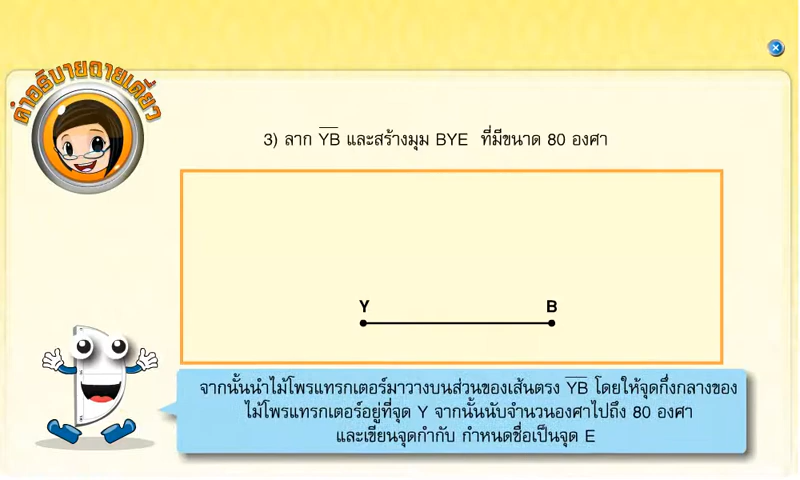 คำอธิบายฉายเดี่ยว
3) ลาก YB และสร้างมุม BYE ที่มีขนาด 80 องศา
Y B
จากนั้นนำไม้โพรแทรกเตอร์มาวางบนส่วนของเส้นตรง YB โดยให้จุดกึ่งกลางของ
ไม้โพรแทรกเตอร์อยู่ที่จุด Y จากนั้นนับจำนวนองศาไปถึง 80 องศา
และเขียนจุดกำกับ กำหนดชื่อเป็นจุด E